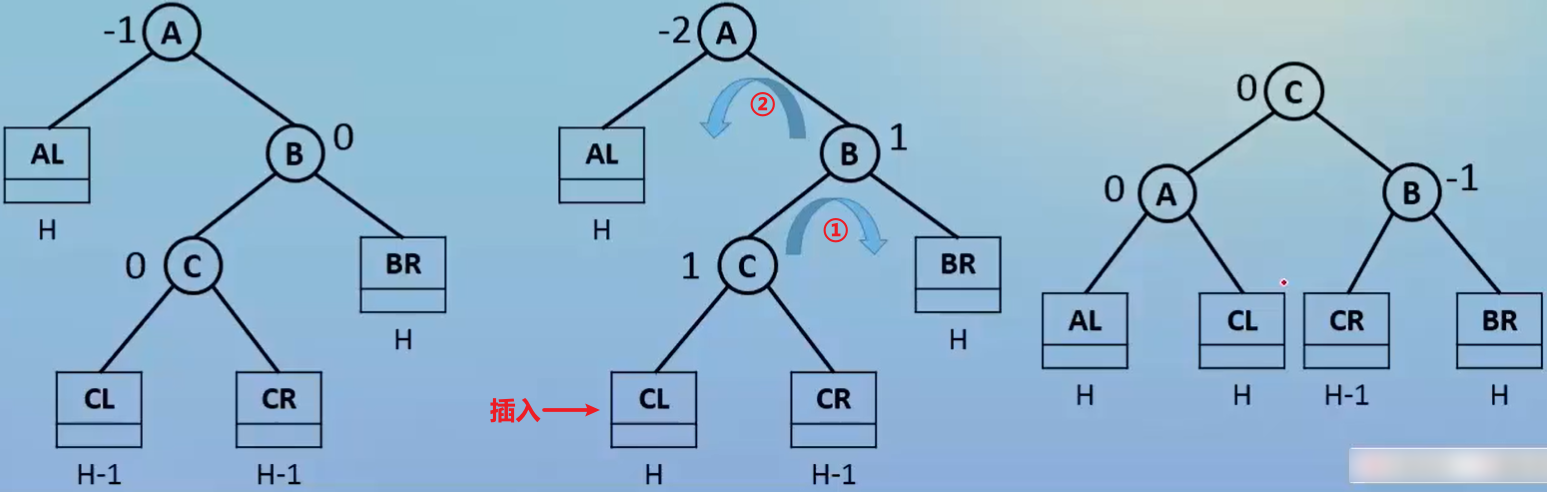 -1 A
AL
H
B 0
0 C
BR
H
CL
H-1
CR
H-1
-2 A
②
AL
H
B 1
①
1 C
BR
H
插入
CL
H
CR
H-1
0 C
0 A
B -1
AL
H
CL
H
CR
H-1
BR
H